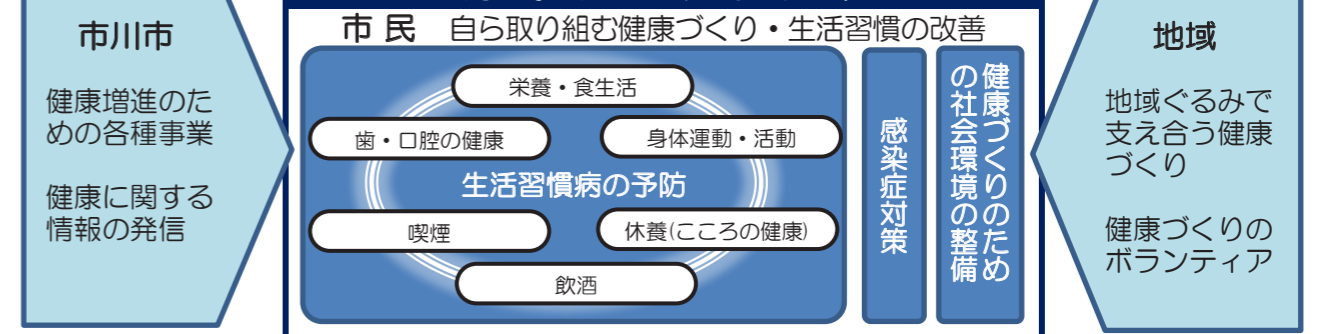 市川市
健康増進のた
めの各種事業
健康に関する
情報の発信
市 民　自ら取り組む健康づくり・生活習慣の改善
栄養・食生活
歯・口腔の健康
身体運動・活動
生活習慣病の予防
喫煙
休養(こころの健康)
飲酒
感染症対策
健康づくりのため
の社会環境の整備
地域
地域ぐるみで
支え合う健康
づくり
健康づくりの
ボランティア